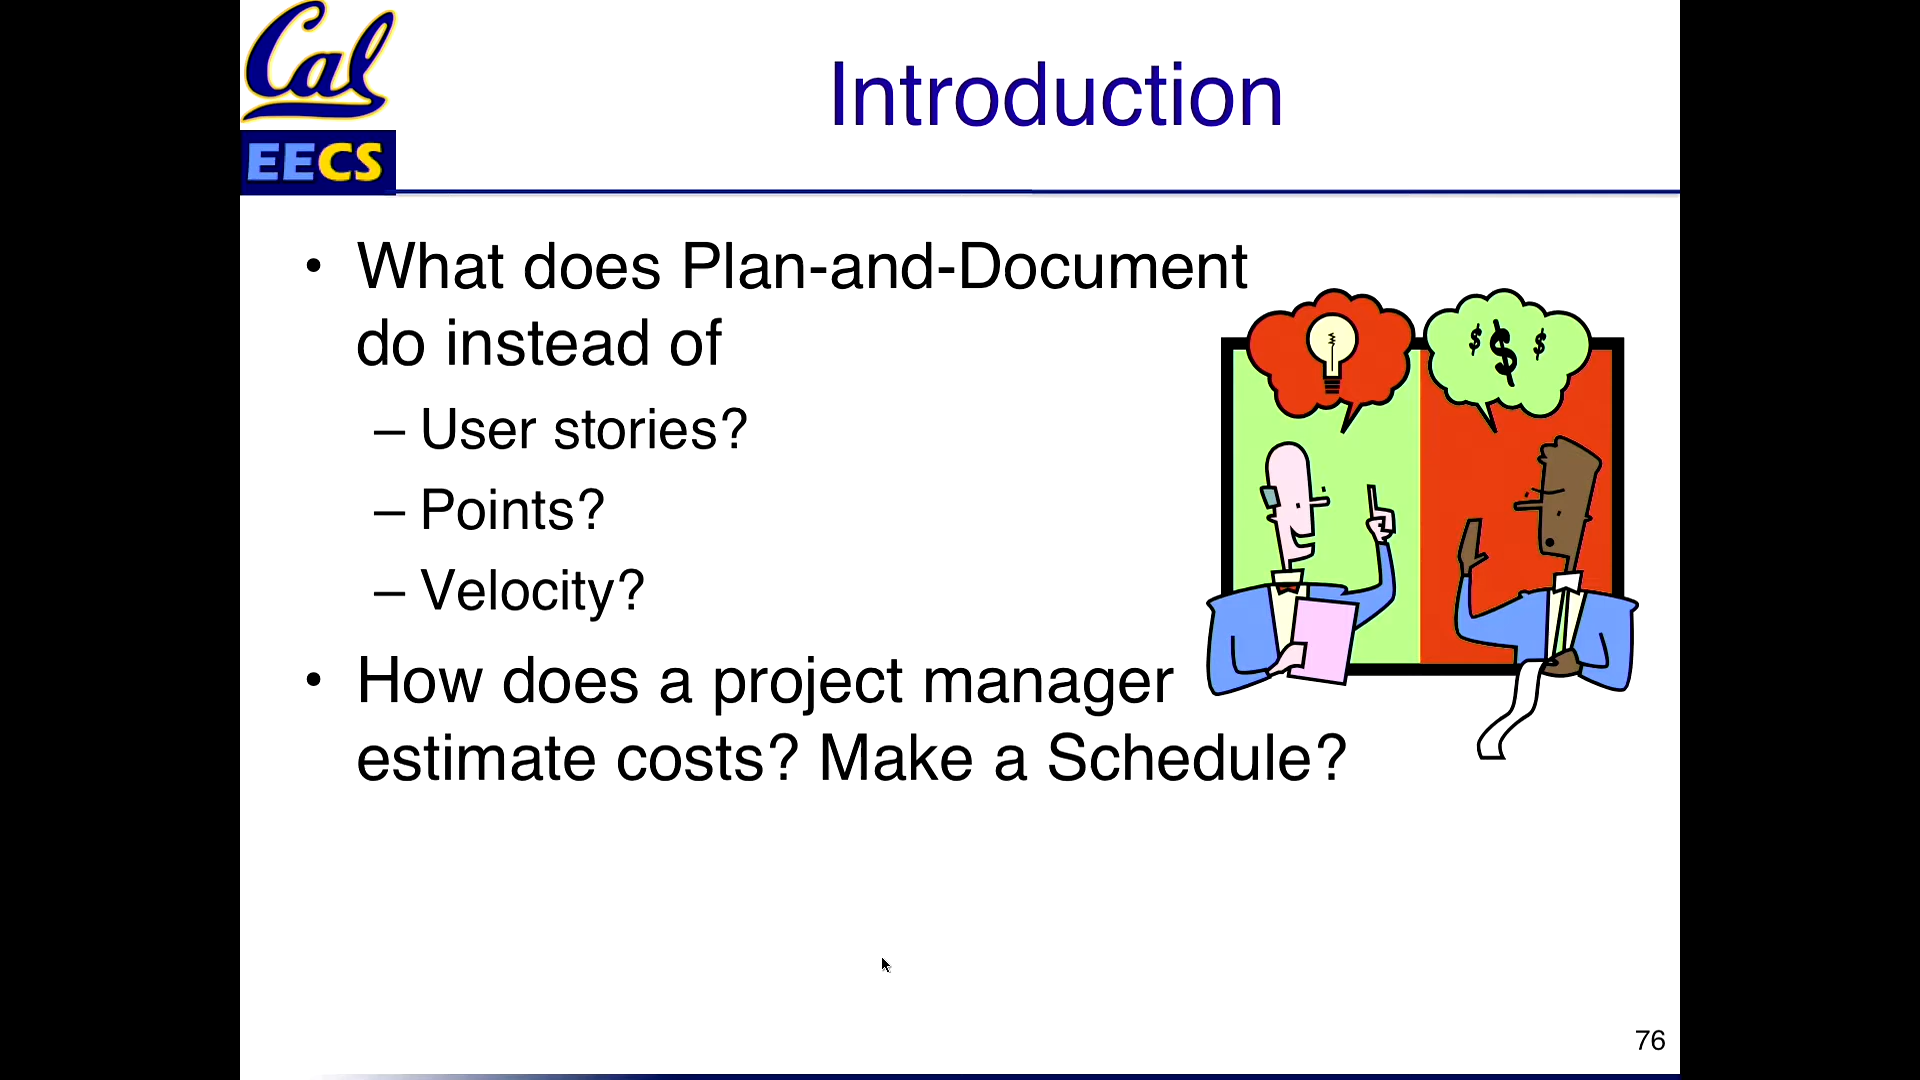 Cal
EECS
Introduction
• What does Plan-and-Document
do instead of
– User stories?
– Points?
– Velocity?
• How does a project manager
estimate costs? Make a Schedule?
$ $ $
76